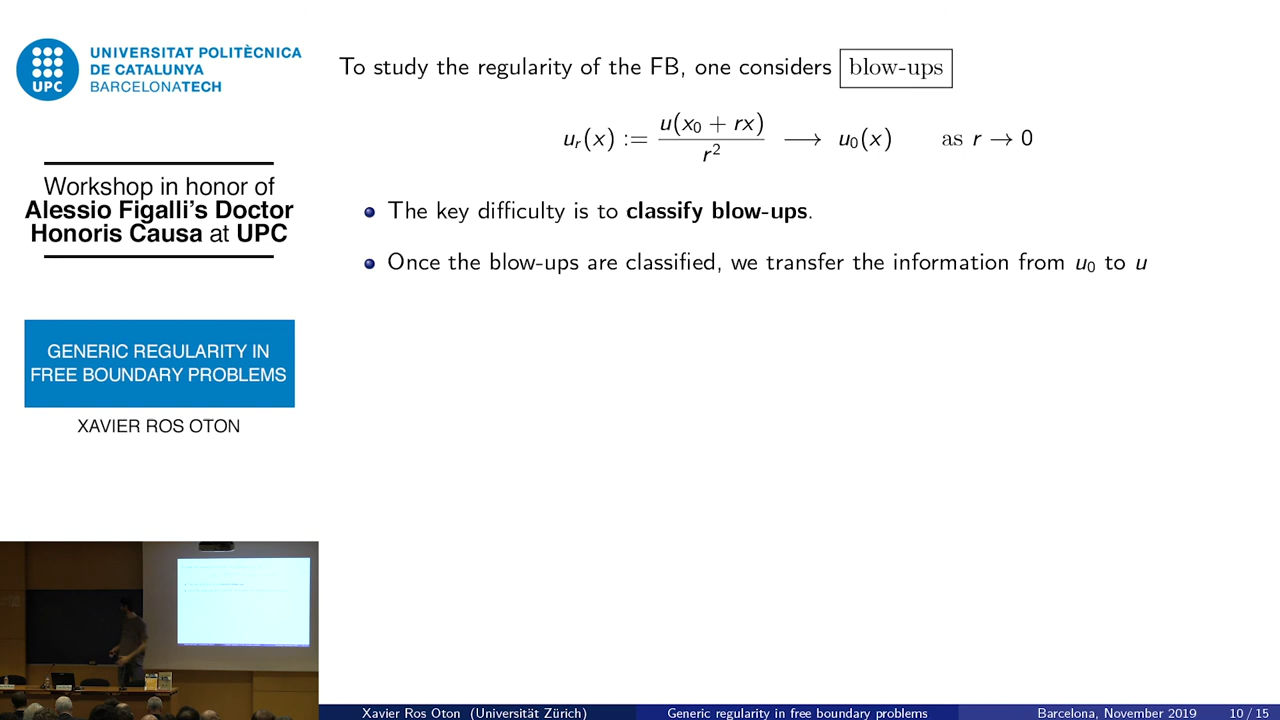 UNIVERSITAT POLITÈCNICA
DE CATALUNYA
BARCELONATECH
UPC
Workshop in honor of
Alessio Figalli's Doctor
Honoris Causa at UPC
GENERIC REGULARITY IN
FREE BOUNDARY PROBLEMS
XAVIER ROS OTON
To study the regularity of the FB, one considers blow-ups
u_r(x) := u(x_0 + rx) / r^2 ⟶ u_0(x) as r → 0
The key difficulty is to classify blow-ups.
Once the blow-ups are classified, we transfer the information from u_0 to u
Xavier Ros Oton (Universität Zürich) Generic regularity in free boundary problems Barcelona, November 2019 10 / 15